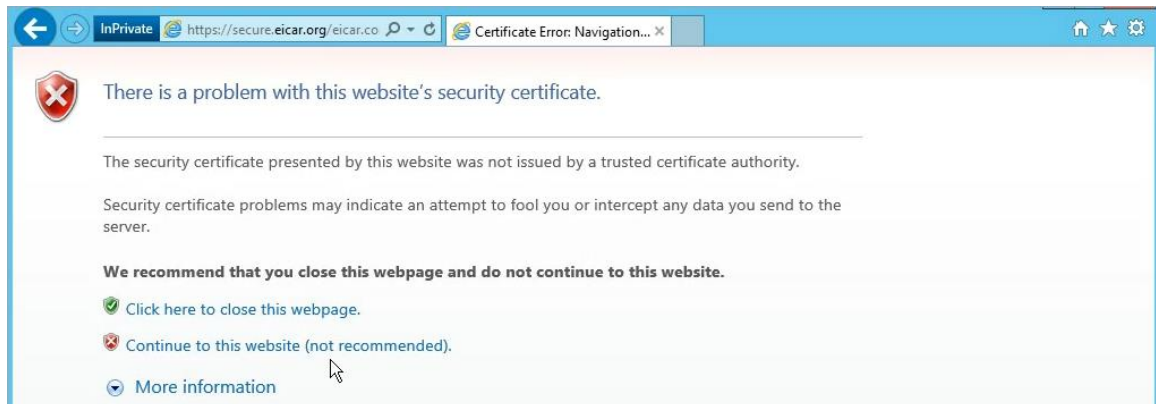 InPrivate https://secure.eicar.org/eicar.co Certificate Error: Navigation...
There is a problem with this website's security certificate.
The security certificate presented by this website was not issued by a trusted certificate authority.
Security certificate problems may indicate an attempt to fool you or intercept any data you send to the
server.
We recommend that you close this webpage and do not continue to this website.
Click here to close this webpage.
Continue to this website (not recommended).
More information